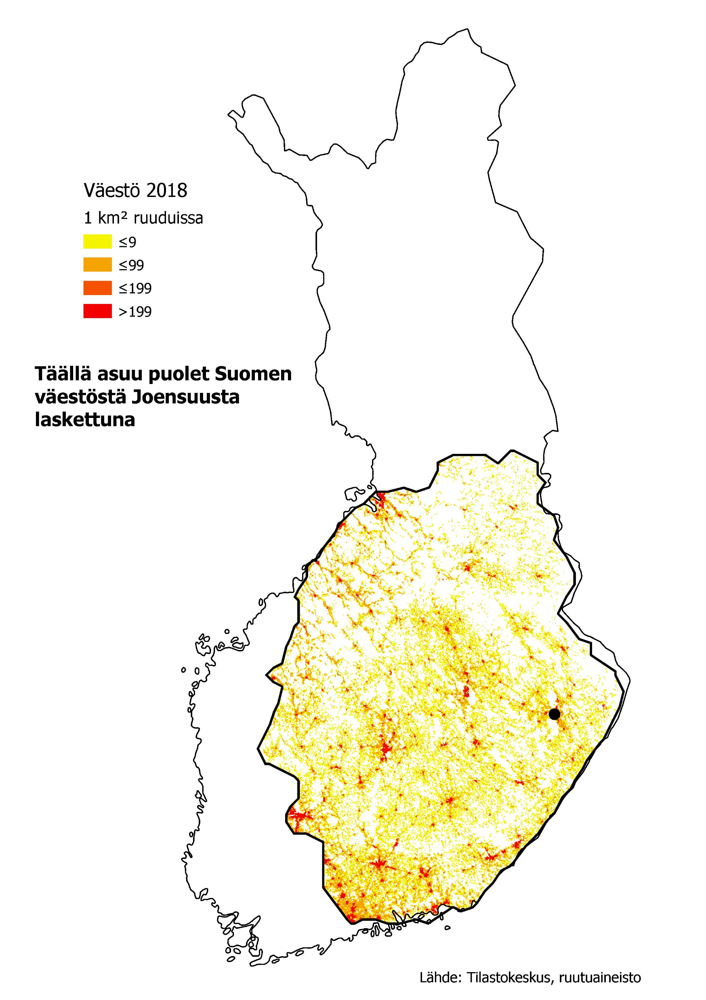 Väestö 2018
1 km² ruuduissa
≤9
≤99
≤199
>199
Täällä asuu puolet Suomen
väestöstä Joensuusta
laskettuna
Lähde: Tilastokeskus, ruutuaineisto